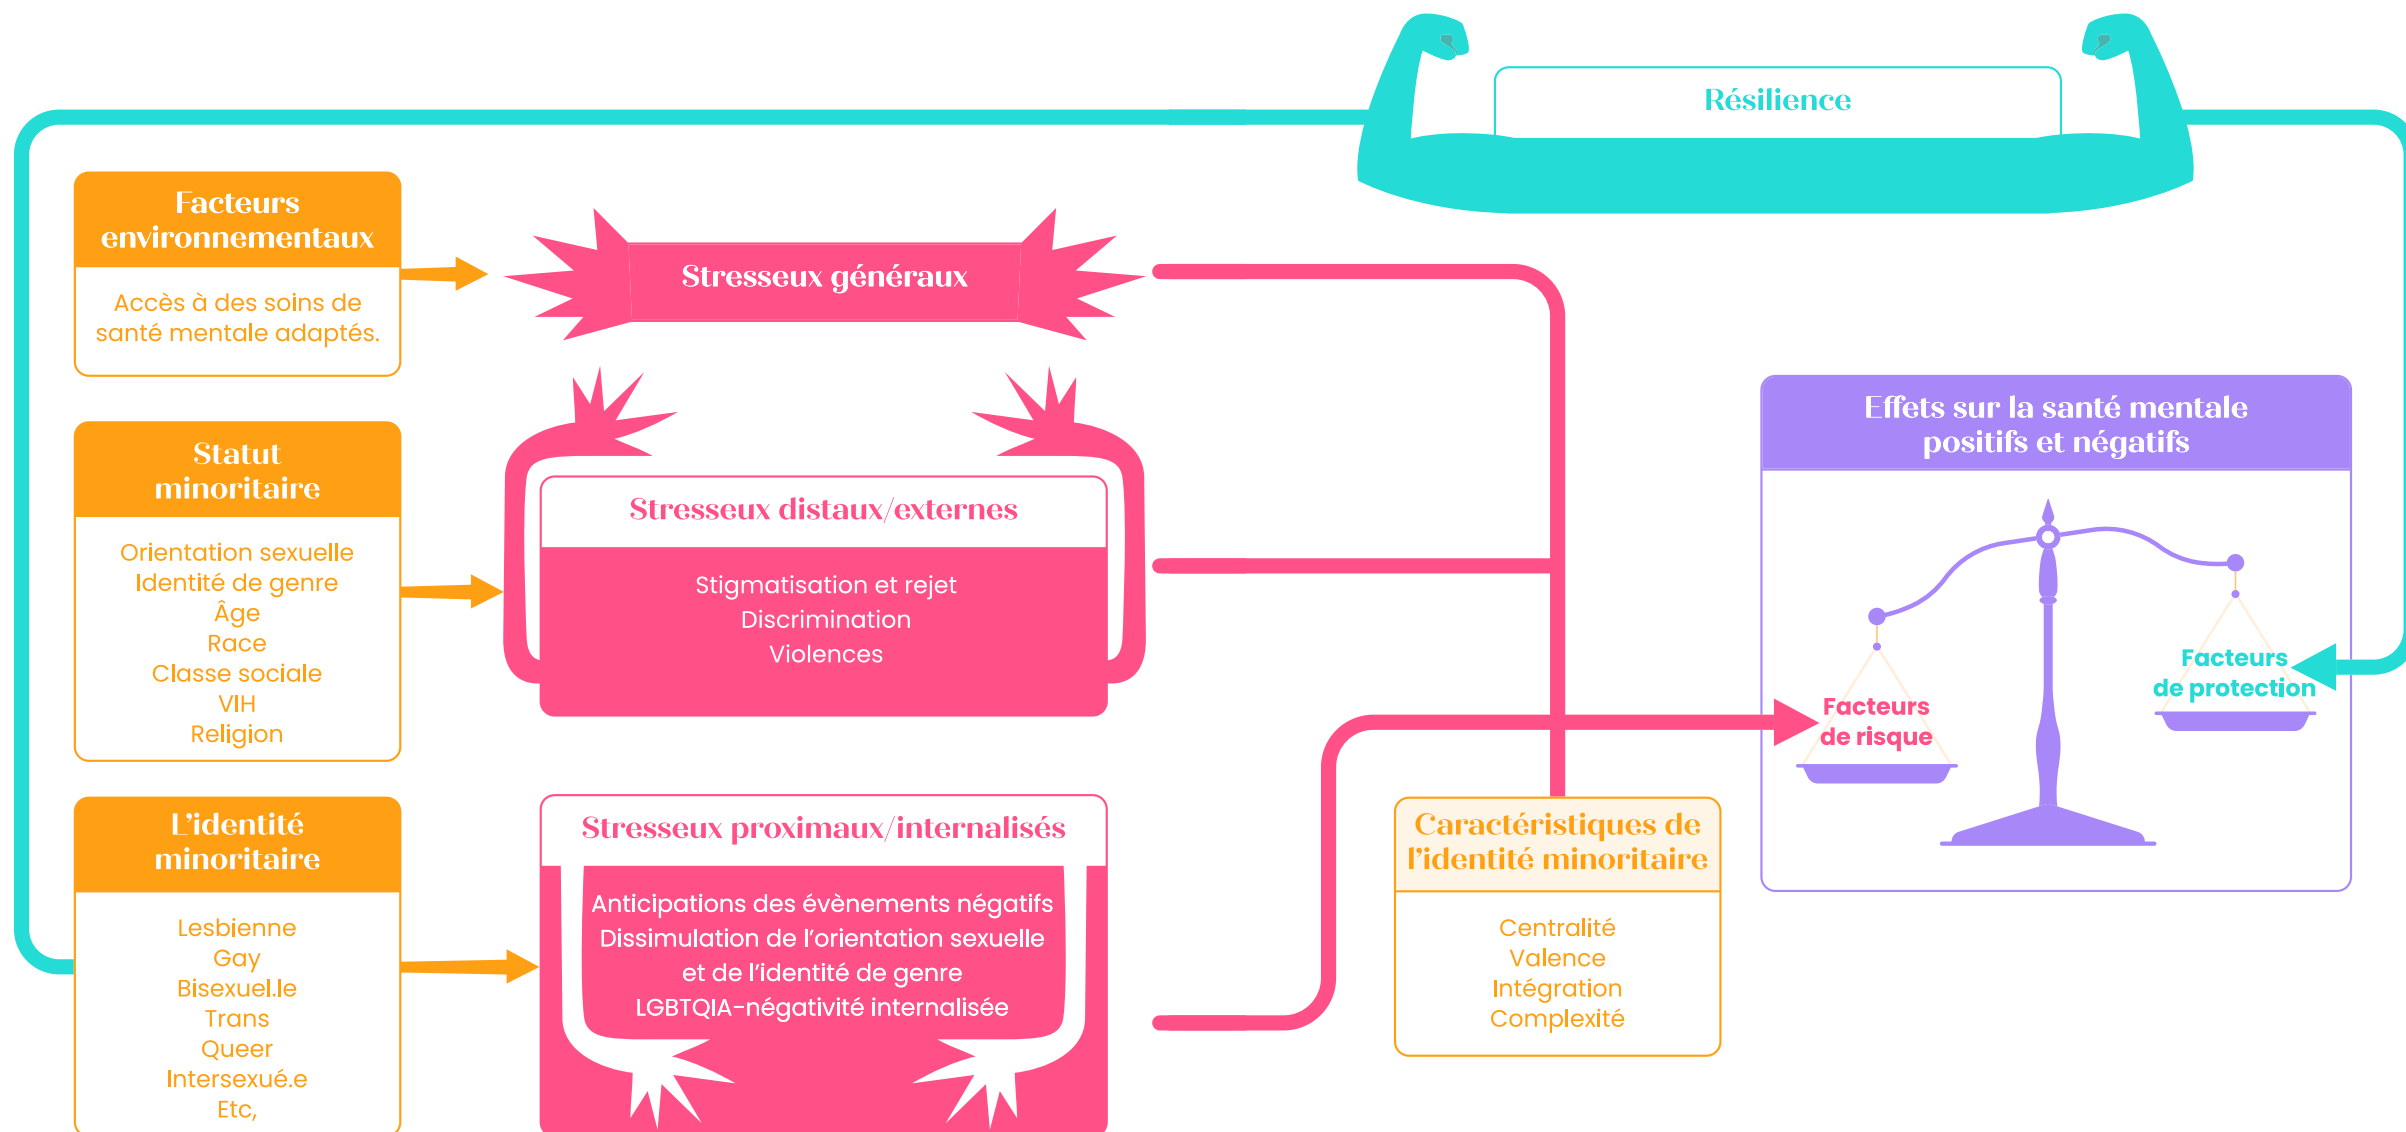 Résilience
Facteurs
environnementaux
Accès à des soins de
santé mentale adaptés.
Stresseux généraux
Statut
minoritaire
Orientation sexuelle
Identité de genre
Âge
Race
Classe sociale
VIH
Religion
Stresseux distaux/externes
Stigmatisation et rejet
Discrimination
Violences
L’identité
minoritaire
Lesbienne
Gay
Bisexuel.le
Trans
Queer
Intersexué.e
Etc,
Stresseux proximaux/internalisés
Anticipations des évènements négatifs
Dissimulation de l’orientation sexuelle
et de l’identité de genre
LGBTQIA-négativité internalisée
Caractéristiques de
l’identité minoritaire
Centralité
Valence
Intégration
Complexité
Effets sur la santé mentale
positifs et négatifs
Facteurs
de risque
Facteurs
de protection